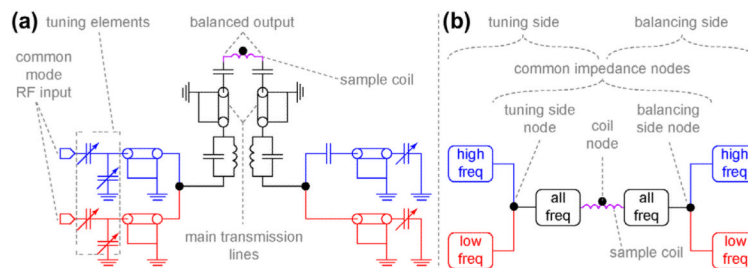 (a)
tuning elements
balanced output
common
mode
RF input
sample coil
main transmission
lines
(b)
tuning side
balancing side
common impedance nodes
tuning side
node
coil
node
balancing
side node
high
freq
high
freq
all
freq
all
freq
low
freq
low
freq
sample coil